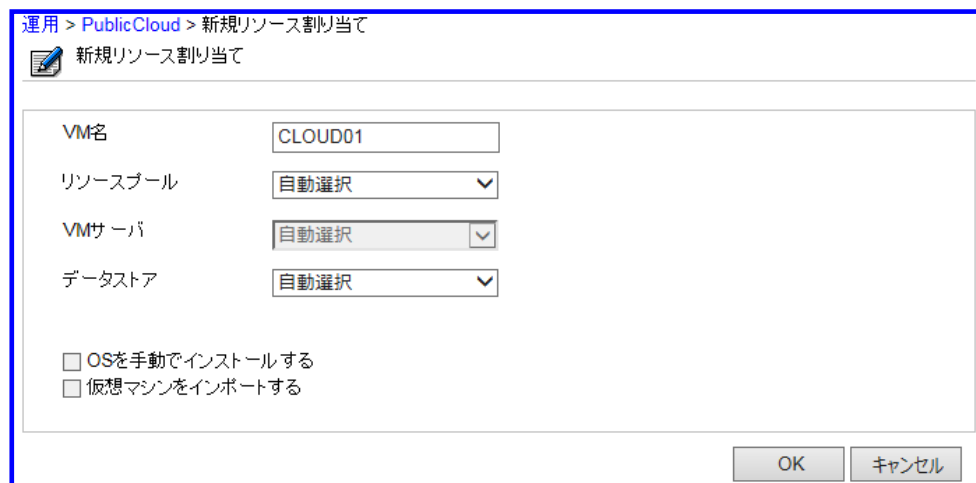 運用 > PublicCloud > 新規リソース割り当て
新規リソース割り当て
VM名 CLOUD01
リソースプール 自動選択
VMサーバ 自動選択
データストア 自動選択
OSを手動でインストールする
仮想マシンをインポートする
OK キャンセル